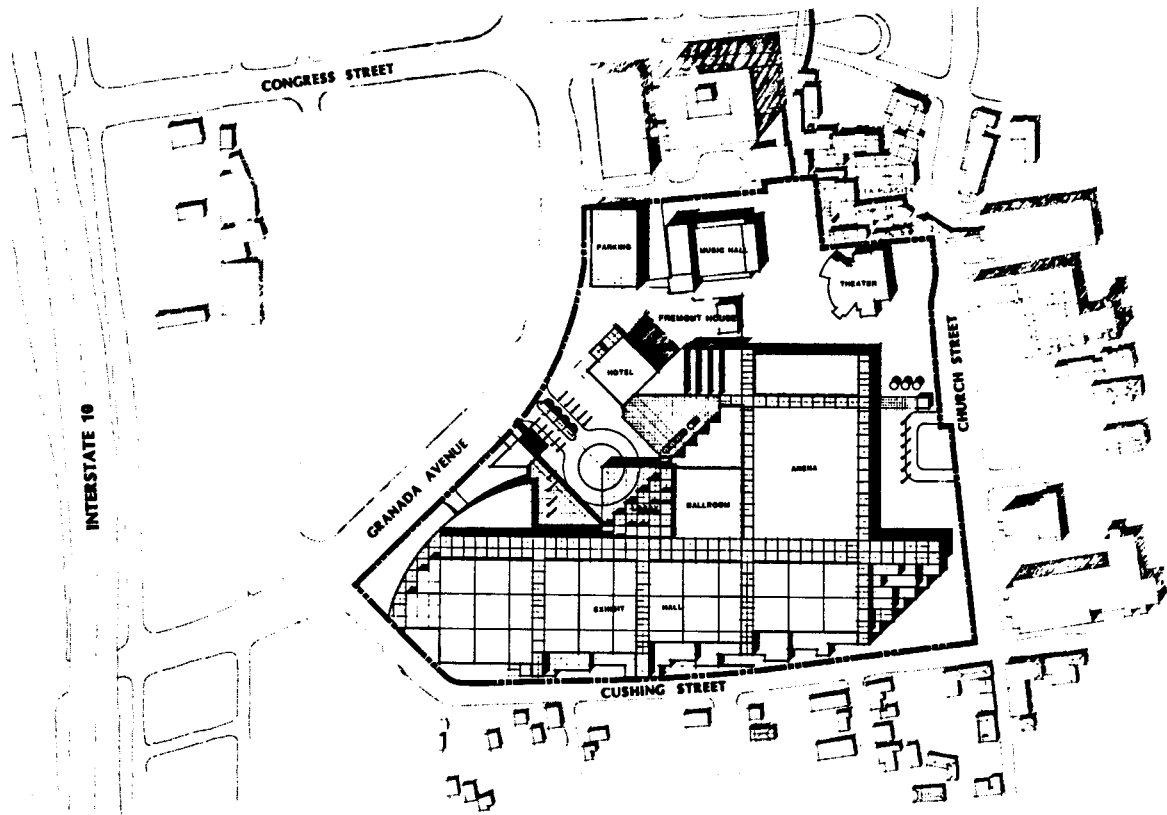 CONGRESS STREET
PARKING
MUSIC HALL
THEATER
FREMONT HOUSE
HOTEL
CHURCH STREET
INTERSTATE 10
GRANADA AVENUE
ARENA
BALLROOM
EXHIBIT HALL
CUSHING STREET